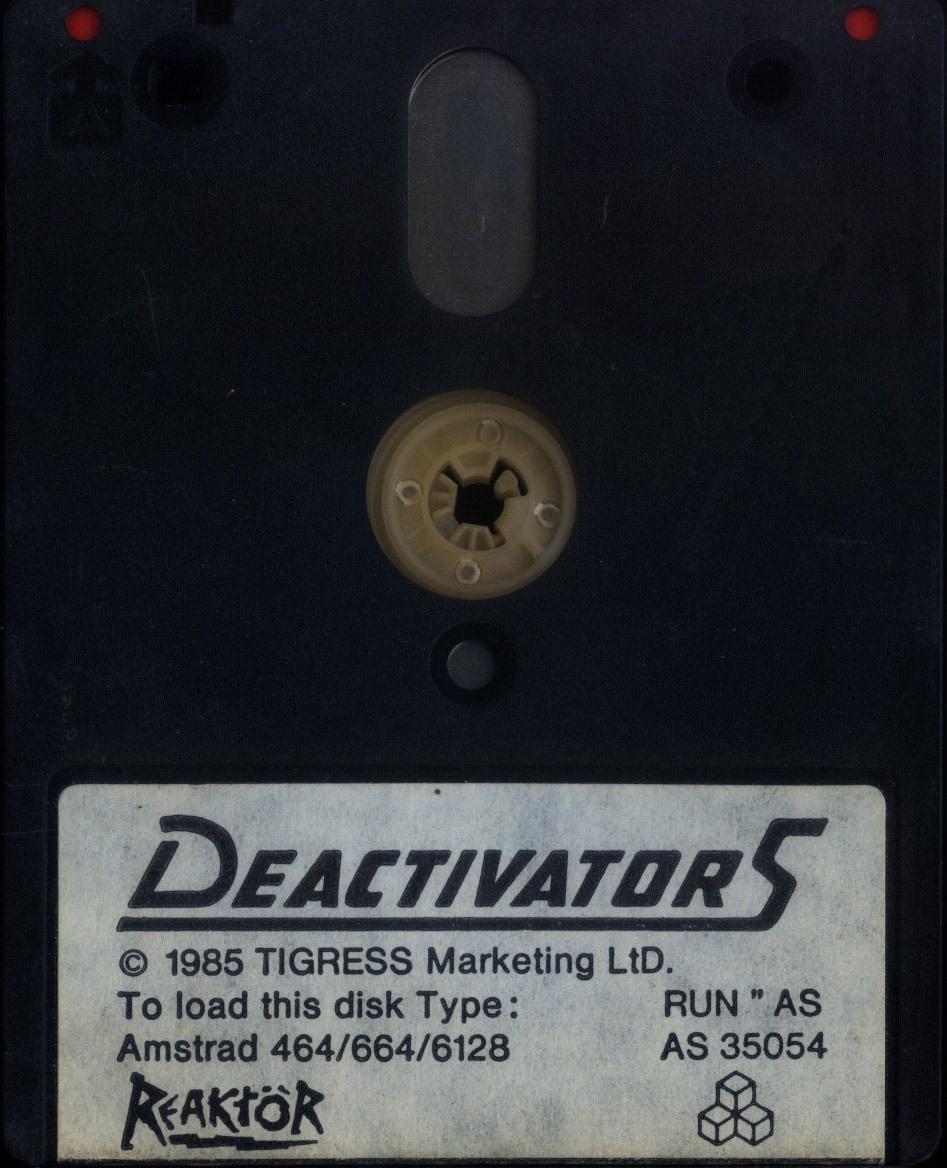 DEACTIVATORS
© 1985 TIGRESS Marketing LtD.
To load this disk Type: RUN " AS
Amstrad 464/664/6128 AS 35054
REAKTÖR